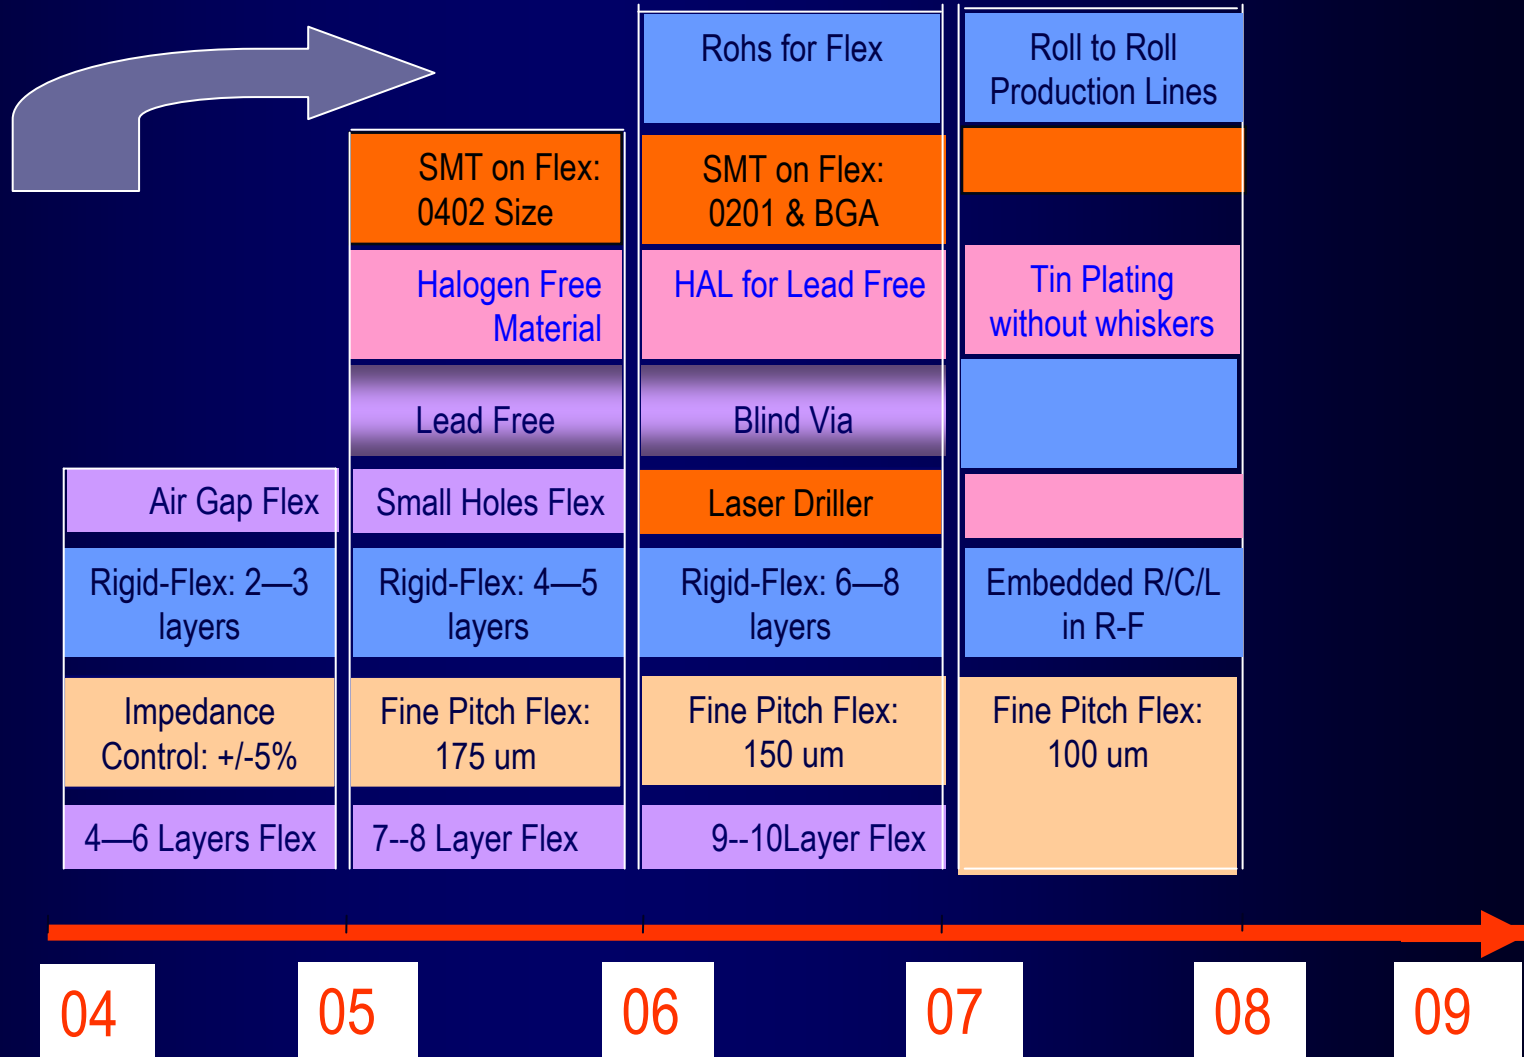 Rohs for Flex
Roll to Roll
Production Lines
SMT on Flex:
0402 Size
SMT on Flex:
0201 & BGA
Halogen Free
Material
HAL for Lead Free
Tin Plating
without whiskers
Lead Free
Blind Via
Air Gap Flex
Small Holes Flex
Laser Driller
Rigid-Flex: 2—3
layers
Rigid-Flex: 4—5
layers
Rigid-Flex: 6—8
layers
Embedded R/C/L
in R-F
Impedance
Control: +/-5%
Fine Pitch Flex:
175 um
Fine Pitch Flex:
150 um
Fine Pitch Flex:
100 um
4—6 Layers Flex
7--8 Layer Flex
9--10Layer Flex
04
05
06
07
08
09